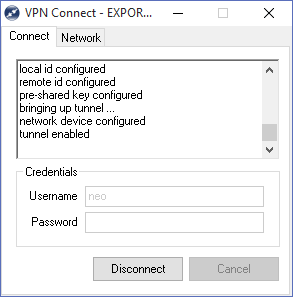 VPN Connect - EXPOR...
Connect
Network
local id configured
remote id configured
pre-shared key configured
bringing up tunnel ...
network device configured
tunnel enabled
Credentials
Username
neo
Password
Disconnect
Cancel